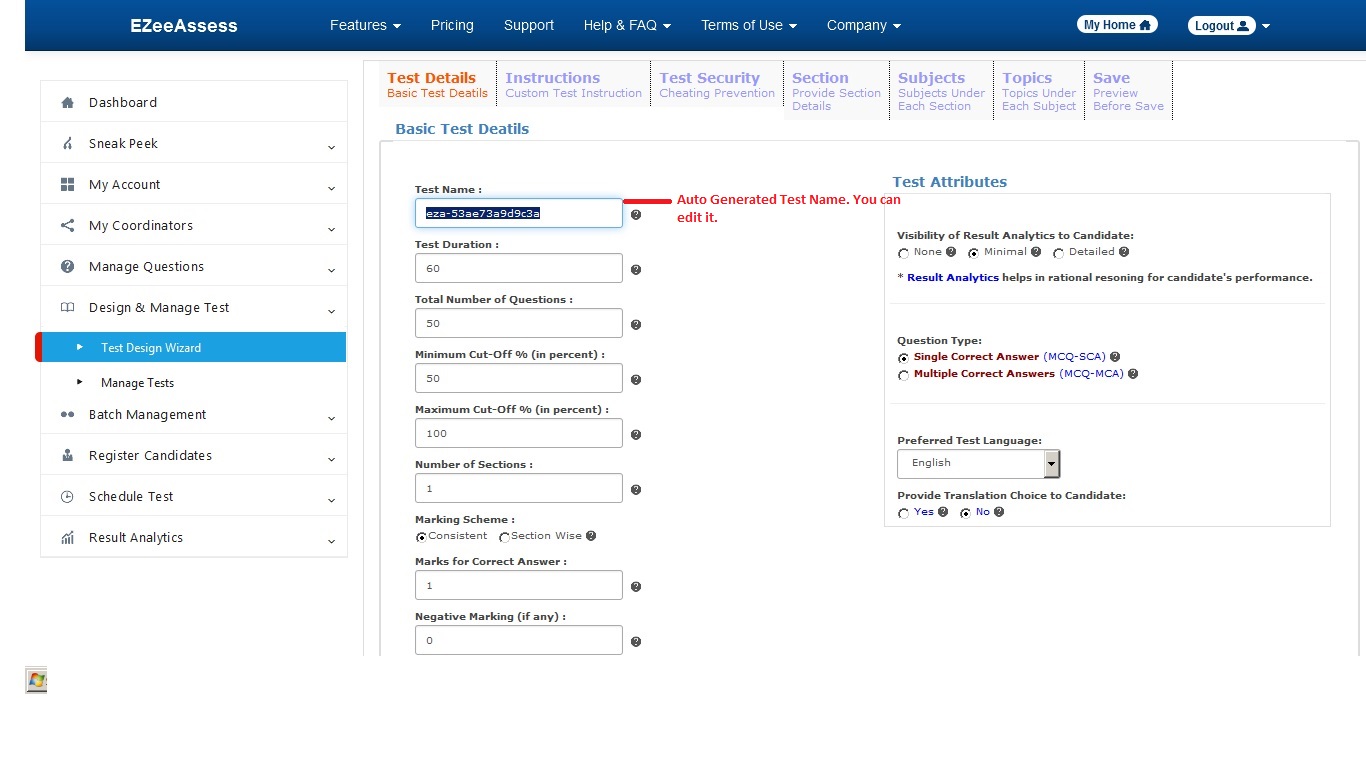 EZeeAssess
Features
Pricing
Support
Help & FAQ
Terms of Use
Company
My Home
Logout
Dashboard
Sneak Peek
My Account
My Coordinators
Manage Questions
Design & Manage Test
Test Design Wizard
Manage Tests
Batch Management
Register Candidates
Schedule Test
Result Analytics
Test Details
Basic Test Deatils
Instructions
Custom Test Instruction
Test Security
Cheating Prevention
Section
Provide Section
Details
Subjects
Subjects Under
Each Section
Topics
Topics Under
Each Subject
Save
Preview
Before Save
Basic Test Deatils
Test Name :
eza-53ae73a9d9c3a
Auto Generated Test Name. You can
edit it.
Test Duration :
60
Total Number of Questions :
50
Minimum Cut-Off % (in percent) :
50
Maximum Cut-Off % (in percent) :
100
Number of Sections :
1
Marking Scheme :
Consistent Section Wise
Marks for Correct Answer :
1
Negative Marking (if any) :
0
Test Attributes
Visibility of Result Analytics to Candidate:
None Minimal Detailed
* Result Analytics helps in rational resoning for candidate's performance.
Question Type:
Single Correct Answer (MCQ-SCA)
Multiple Correct Answers (MCQ-MCA)
Preferred Test Language:
English
Provide Translation Choice to Candidate:
Yes No